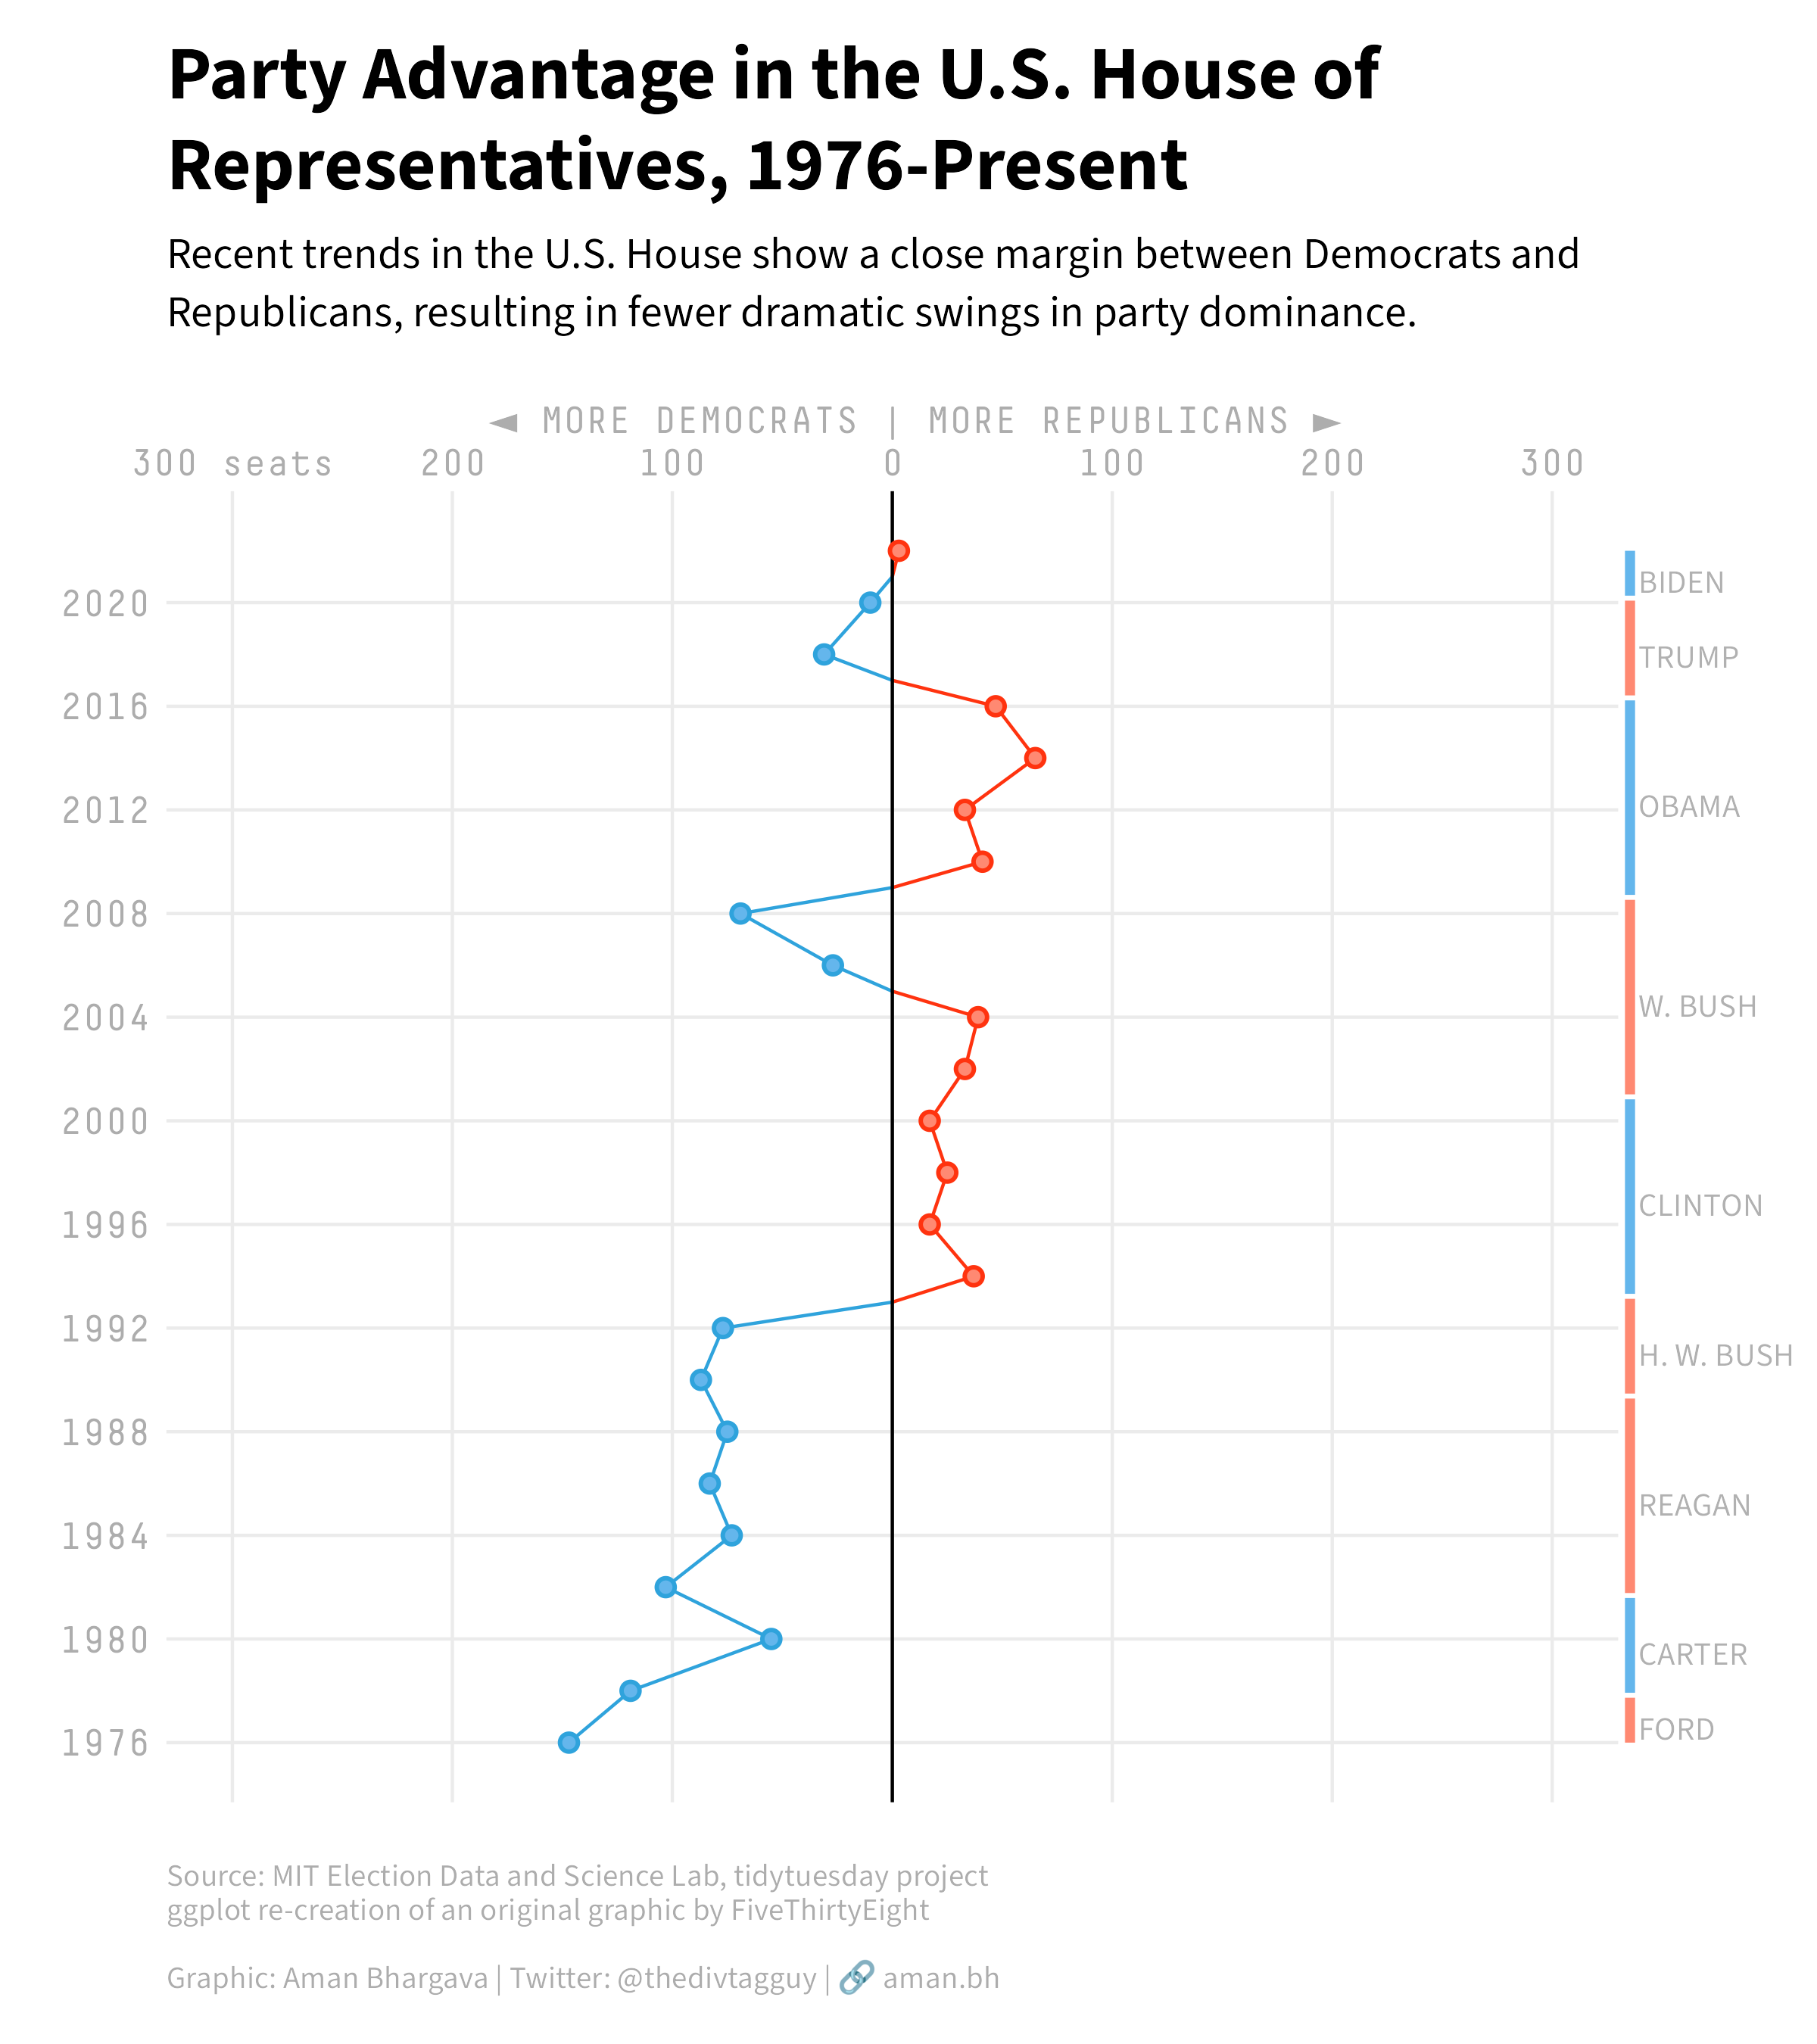 Party Advantage in the U.S. House of
Representatives, 1976-Present
Recent trends in the U.S. House show a close margin between Democrats and
Republicans, resulting in fewer dramatic swings in party dominance.
◄ MORE DEMOCRATS | MORE REPUBLICANS ►
300 seats 200 100 0 100 200 300
BIDEN
2020
TRUMP
2016
OBAMA
2012
2008
W. BUSH
2004
2000
CLINTON
1996
1992
H. W. BUSH
1988
REAGAN
1984
1980
CARTER
FORD
1976
Source: MIT Election Data and Science Lab, tidytuesday project
ggplot re-creation of an original graphic by FiveThirtyEight
Graphic: Aman Bhargava | Twitter: @thedivtagguy | 🔗 aman.bh